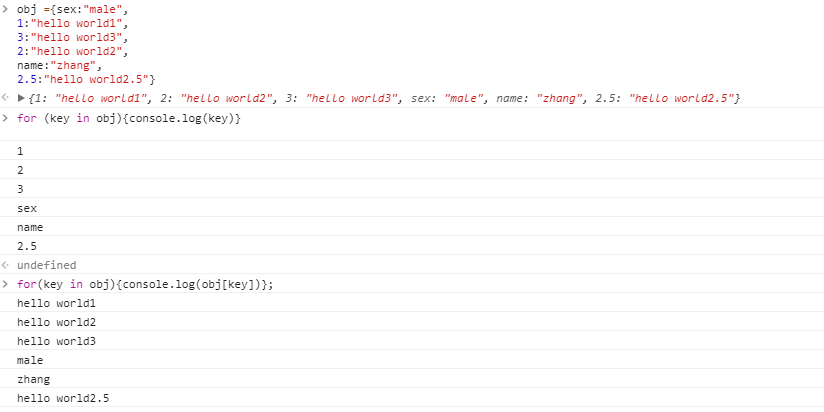 > obj ={sex:"male",
1:"hello world1",
3:"hello world3",
2:"hello world2",
name:"zhang",
2.5:"hello world2.5"}
<· ▶{1: "hello world1", 2: "hello world2", 3: "hello world3", sex: "male", name: "zhang", 2.5: "hello world2.5"}
> for (key in obj){console.log(key)}
1
2
3
sex
name
2.5
<· undefined
> for(key in obj){console.log(obj[key])};
hello world1
hello world2
hello world3
male
zhang
hello world2.5